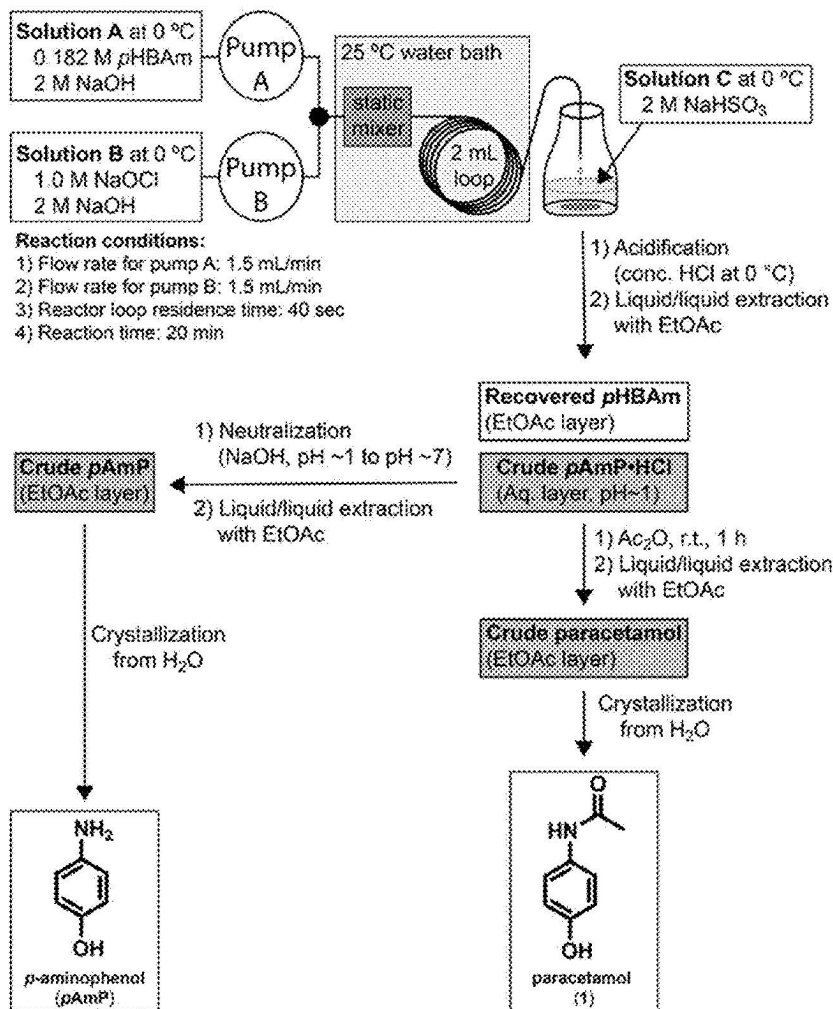 Solution A at 0 ºC
0.182 M pHBAm
2 M NaOH
Pump
A
Solution B at 0 ºC
1.0 M NaOCl
2 M NaOH
Pump
B
25 ºC water bath
static
mixer
2 mL
loop
Solution C at 0 ºC
2 M NaHSO₃
Reaction conditions:
1) Flow rate for pump A: 1.5 mL/min
2) Flow rate for pump B: 1.5 mL/min
3) Reactor loop residence time: 40 sec
4) Reaction time: 20 min
1) Acidification
(conc. HCl at 0 °C)
2) Liquid/liquid extraction
with EtOAc
Recovered pHBAm
(EtOAc layer)
Crude pAmP•HCl
(Aq. layer, pH~1)
1) Neutralization
(NaOH, pH ~1 to pH ~7)
2) Liquid/liquid extraction
with EtOAc
Crude pAmP
(EtOAc layer)
1) Ac₂O, r.t., 1 h
2) Liquid/liquid extraction
with EtOAc
Crude paracetamol
(EtOAc layer)
Crystallization
from H₂O
Crystallization
from H₂O
NH₂
OH
p-aminophenol
(pAmP)
O
HN
OH
paracetamol
(1)